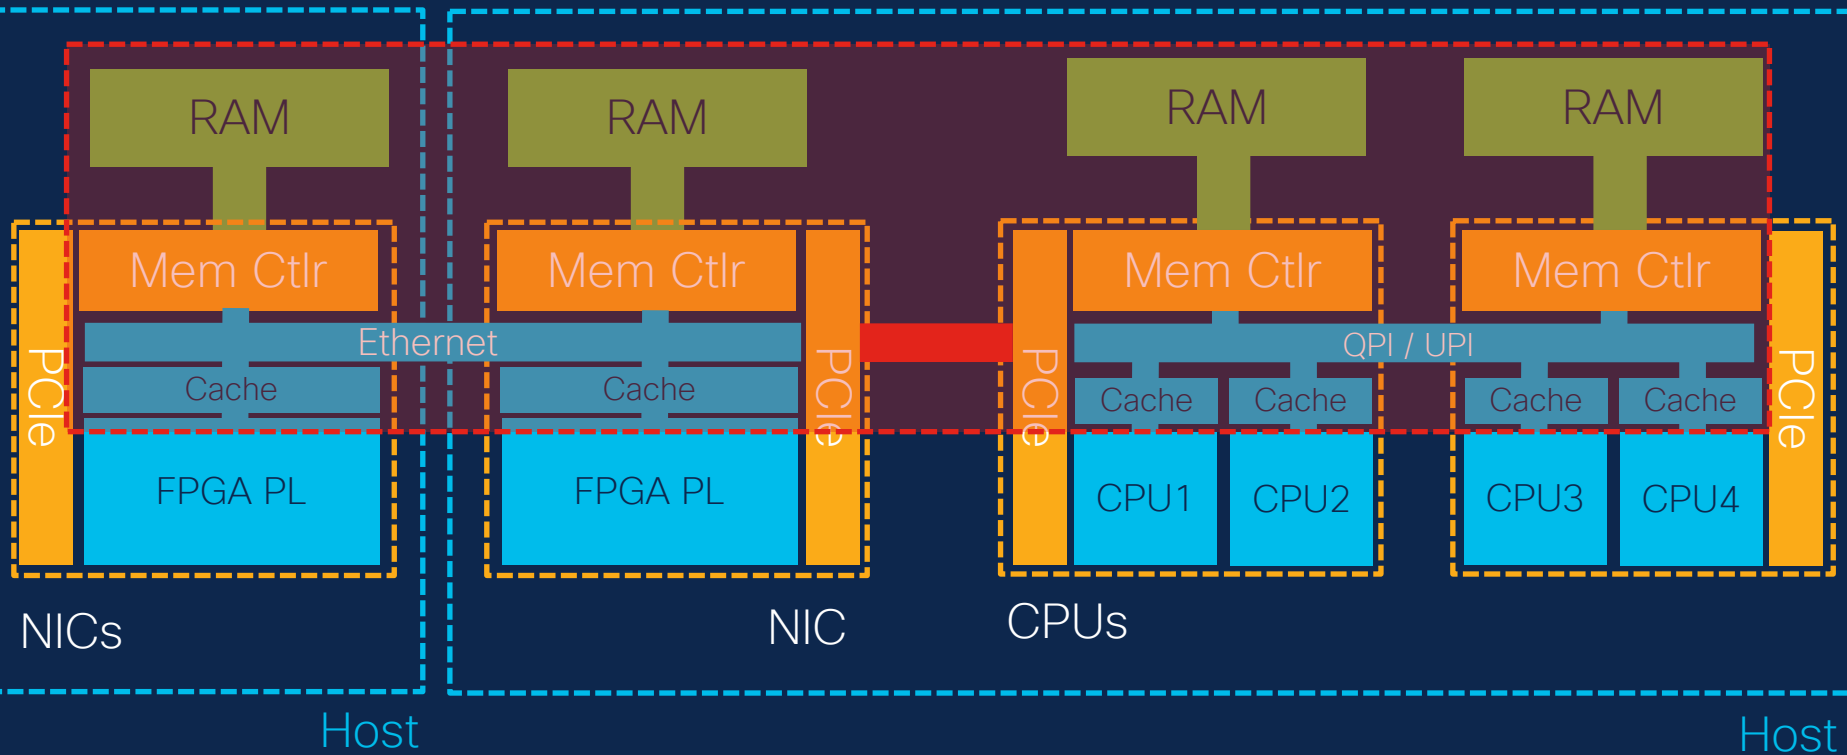 RAM
RAM
RAM
RAM
Mem Ctlr
Mem Ctlr
Mem Ctlr
Mem Ctlr
Ethernet
QPI / UPI
PCIe
PCIe
PCIe
PCIe
Cache
Cache
Cache
Cache
Cache
Cache
FPGA PL
FPGA PL
CPU1
CPU2
CPU3
CPU4
NICs
NIC
CPUs
Host
Host